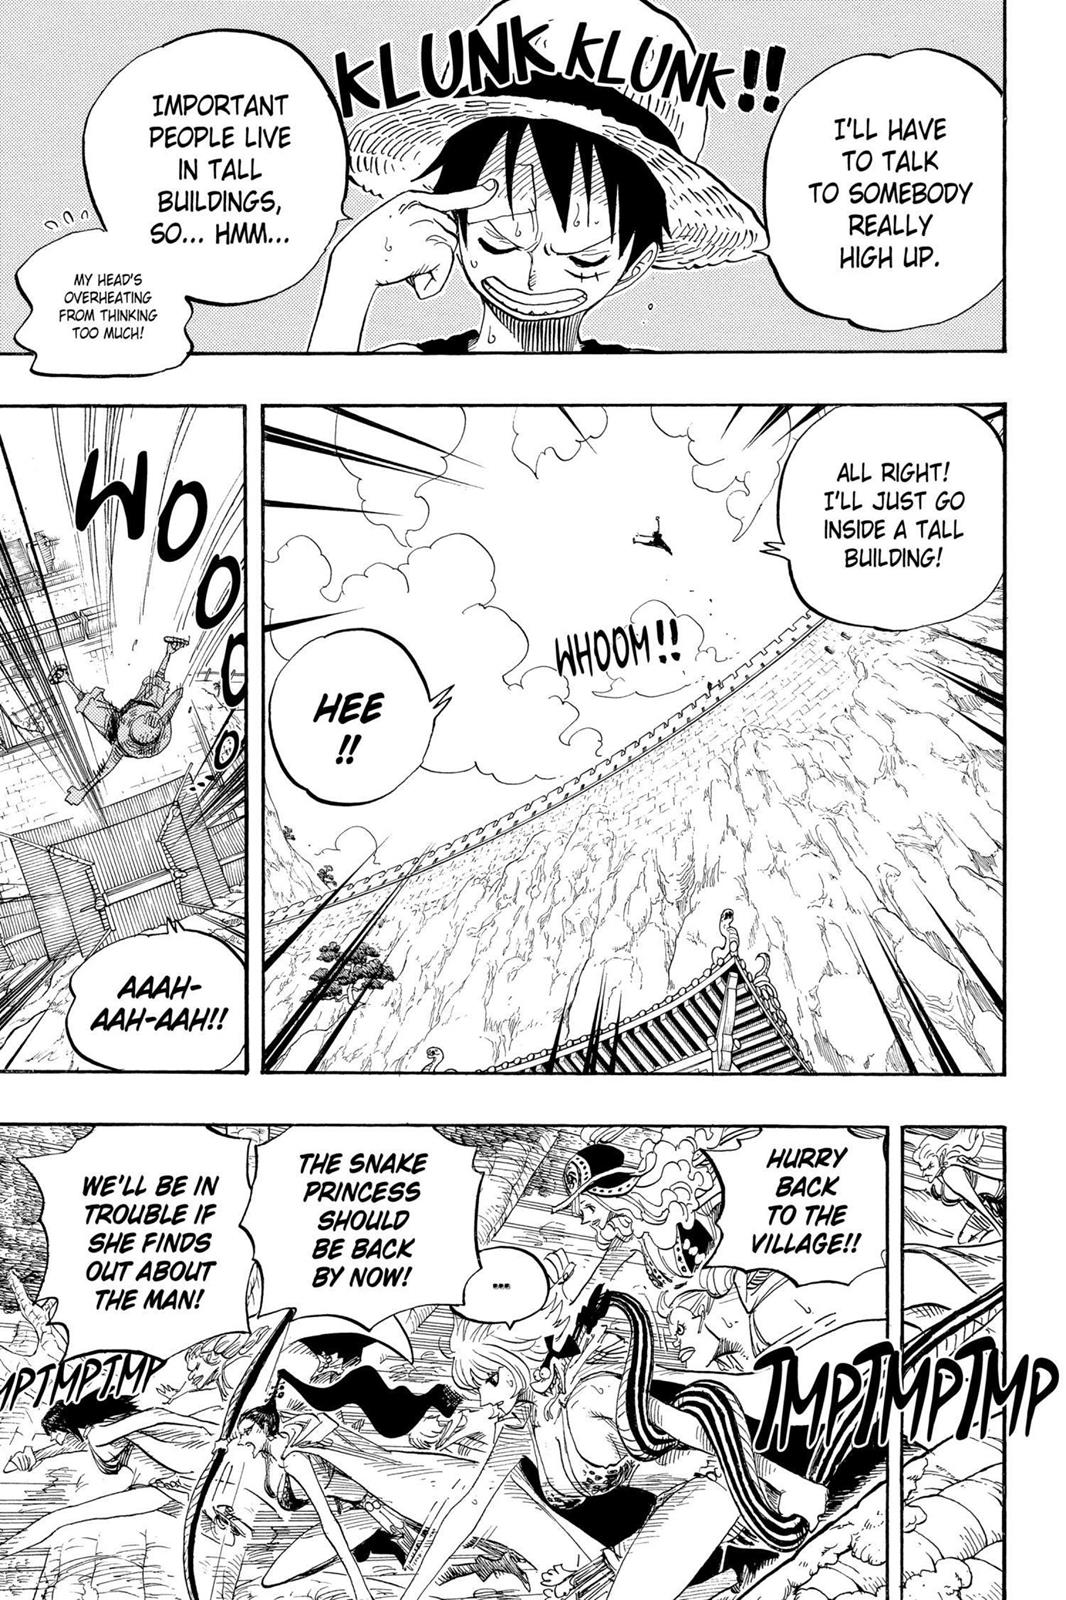 KLUNK KLUNK!!
I'LL HAVE
TO TALK
TO SOMEBODY
REALLY
HIGH UP.
IMPORTANT
PEOPLE LIVE
IN TALL
BUILDINGS,
SO... HMM...
MY HEAD'S
OVERHEATING
FROM THINKING
TOO MUCH!
ALL RIGHT!
I'LL JUST GO
INSIDE A TALL
BUILDING!
WHOOM!!
HEE
!!
WOOOOO
AAAH-
AAH-AAH!!
HURRY
BACK
TO THE
VILLAGE!!
THE SNAKE
PRINCESS
SHOULD
BE BACK
BY NOW!
...
WE'LL BE IN
TROUBLE IF
SHE FINDS
OUT ABOUT
THE MAN!
TMPTMPTMP
MPTMPTMP